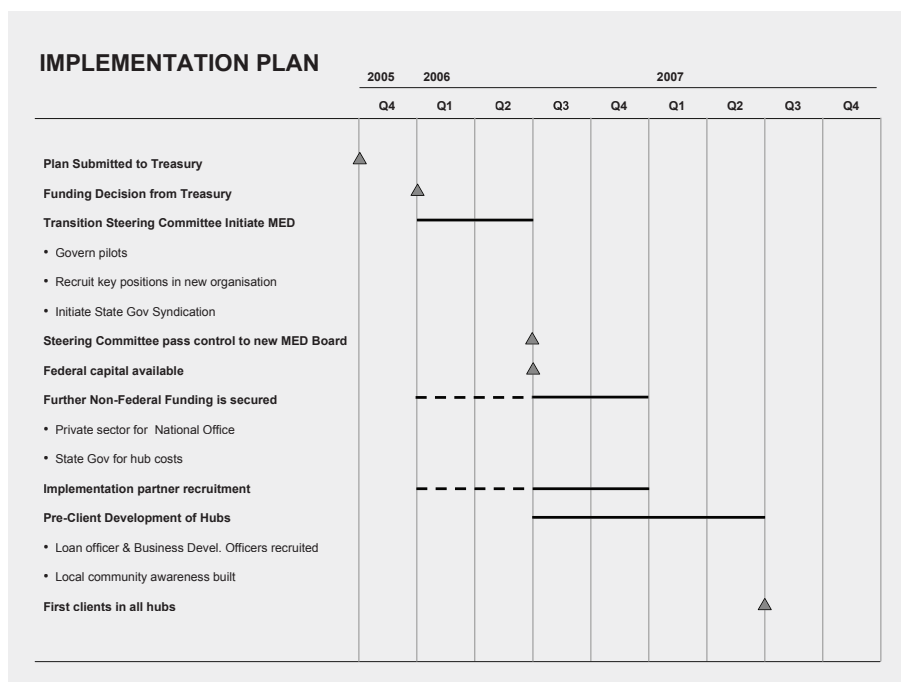 IMPLEMENTATION PLAN
2005 2006 2007
Q4 Q1 Q2 Q3 Q4 Q1 Q2 Q3 Q4
Plan Submitted to Treasury
Funding Decision from Treasury
Transition Steering Committee Initiate MED
• Govern pilots
• Recruit key positions in new organisation
• Initiate State Gov Syndication
Steering Committee pass control to new MED Board
Federal capital available
Further Non-Federal Funding is secured
• Private sector for National Office
• State Gov for hub costs
Implementation partner recruitment
Pre-Client Development of Hubs
• Loan officer & Business Devel. Officers recruited
• Local community awareness built
First clients in all hubs